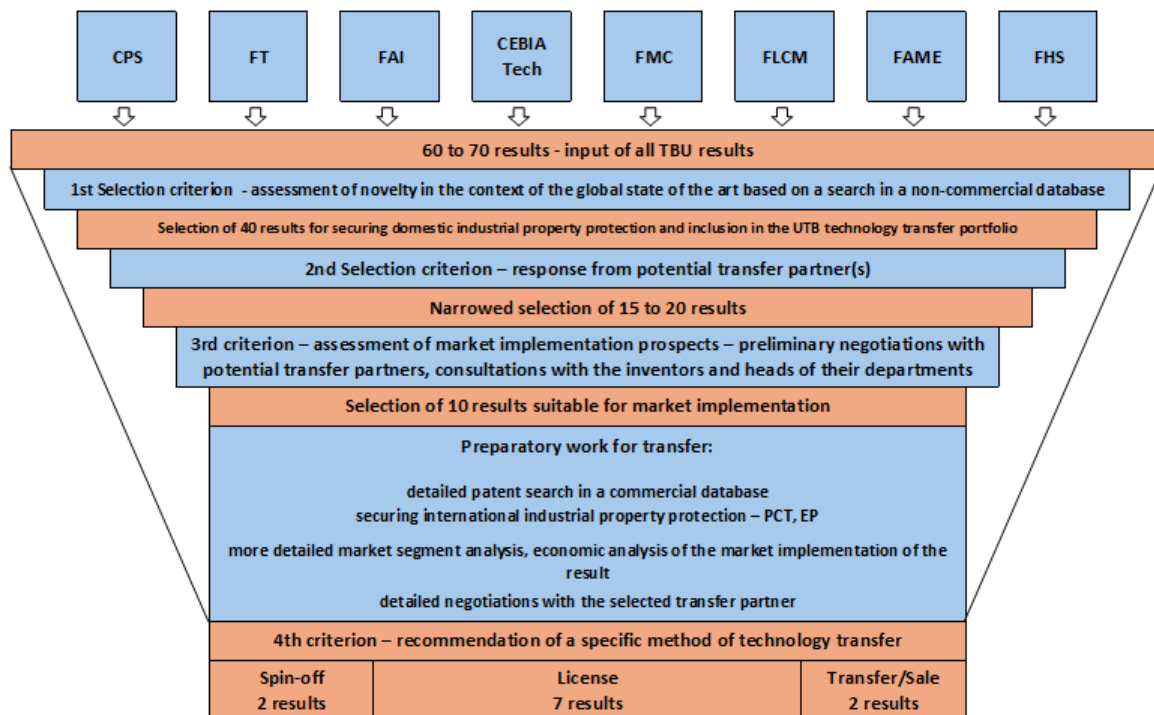 CPS
FT
FAI
CEBIA
Tech
FMC
FLCM
FAME
FHS
60 to 70 results - input of all TBU results
1st Selection criterion - assessment of novelty in the context of the global state of the art based on a search in a non-commercial database
Selection of 40 results for securing domestic industrial property protection and inclusion in the UTB technology transfer portfolio
2nd Selection criterion – response from potential transfer partner(s)
Narrowed selection of 15 to 20 results
3rd criterion – assessment of market implementation prospects – preliminary negotiations with
potential transfer partners, consultations with the inventors and heads of their departments
Selection of 10 results suitable for market implementation
Preparatory work for transfer:
detailed patent search in a commercial database
securing international industrial property protection – PCT, EP
more detailed market segment analysis, economic analysis of the market implementation of the
result
detailed negotiations with the selected transfer partner
4th criterion – recommendation of a specific method of technology transfer
Spin-off
2 results
License
7 results
Transfer/Sale
2 results